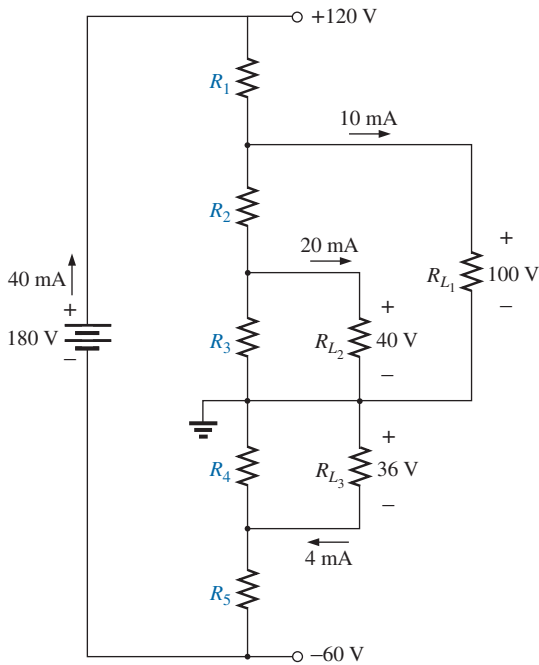 +120 V
R1
10 mA
R2
20 mA
+
40 mA
RL1
100 V
+
+
−
180 V
R3
RL2
40 V
−
−
+
R4
RL3
36 V
−
4 mA
R5
−60 V